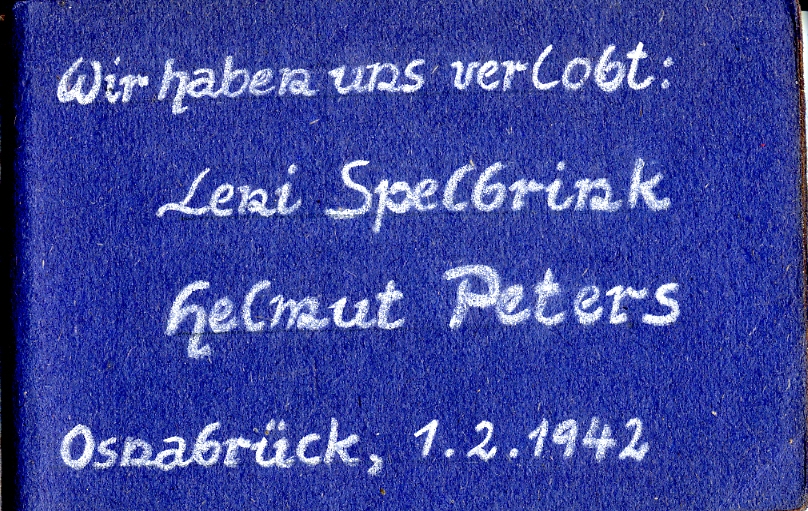 Wir haben uns verlobt:
Leni Spelbrink
Helmut Peters
Osnabrück, 1.2.1942